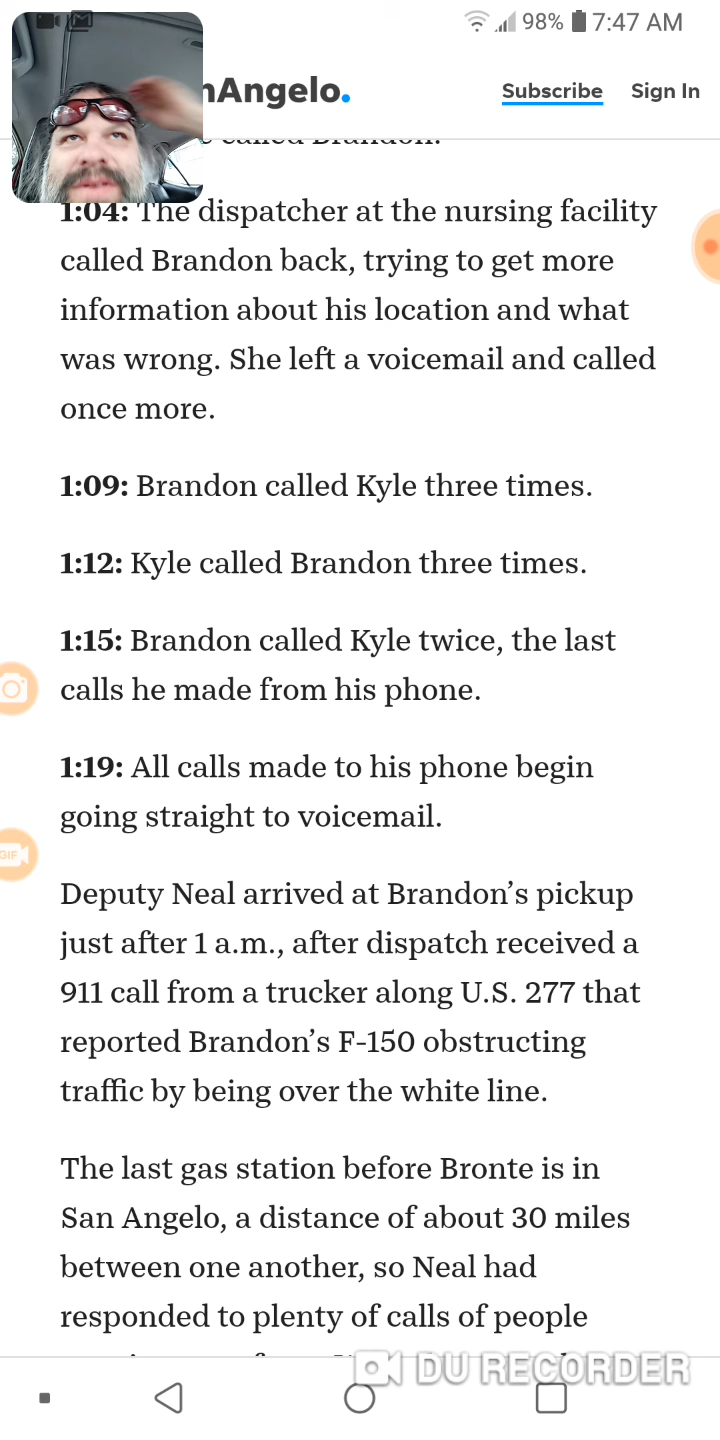 98% 7:47 AM
nAngelo.
Subscribe
Sign In
called Brandon.
1:04: The dispatcher at the nursing facility
called Brandon back, trying to get more
information about his location and what
was wrong. She left a voicemail and called
once more.
1:09: Brandon called Kyle three times.
1:12: Kyle called Brandon three times.
1:15: Brandon called Kyle twice, the last
calls he made from his phone.
1:19: All calls made to his phone begin
going straight to voicemail.
Deputy Neal arrived at Brandon’s pickup
just after 1 a.m., after dispatch received a
911 call from a trucker along U.S. 277 that
reported Brandon’s F-150 obstructing
traffic by being over the white line.
The last gas station before Bronte is in
San Angelo, a distance of about 30 miles
between one another, so Neal had
responded to plenty of calls of people
DU RECORDER
GIF